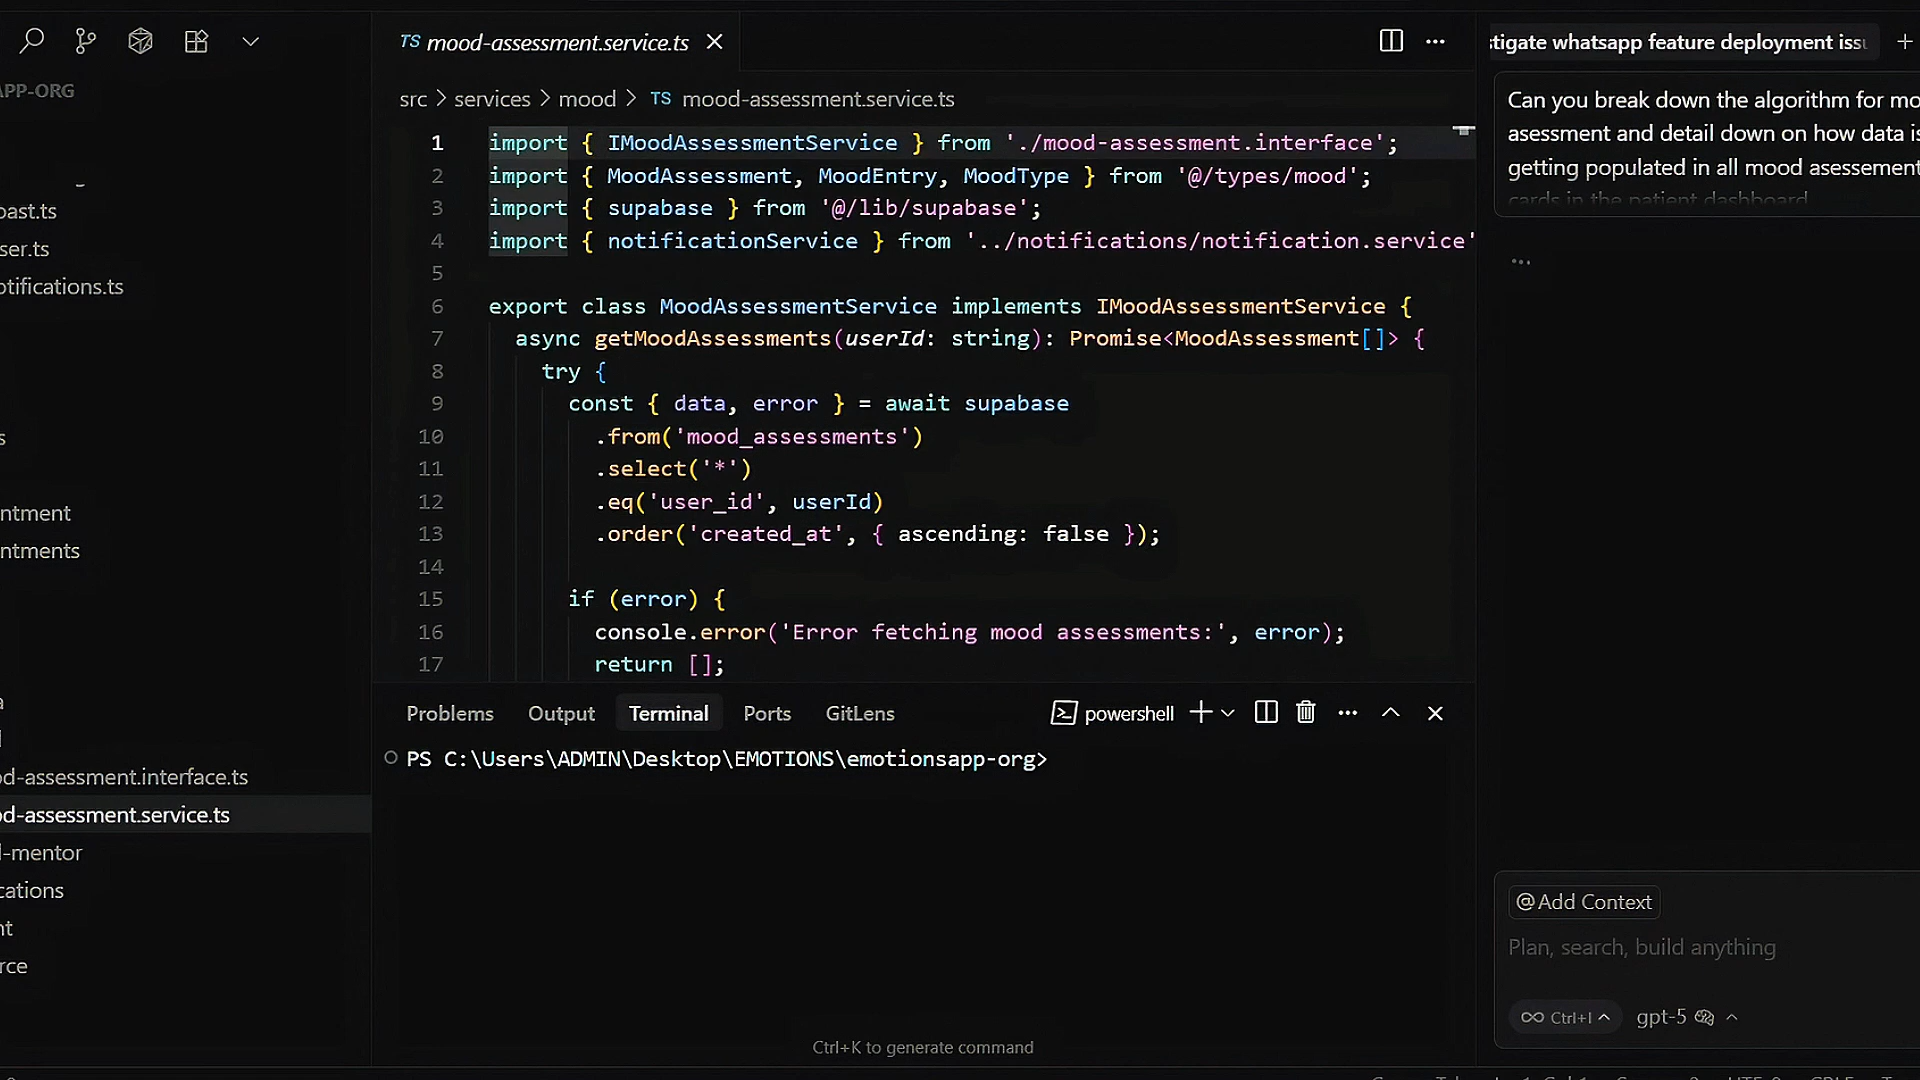 APP-ORG
oast.ts
ser.ts
otifications.ts
s
ntment
ntments
a
d-assessment.interface.ts
od-assessment.service.ts
l-mentor
cations
nt
rce
TS mood-assessment.service.ts
src > services > mood > TS mood-assessment.service.ts
1 import { IMoodAssessmentService } from './mood-assessment.interface';
2 import { MoodAssessment, MoodEntry, MoodType } from '@/types/mood';
3 import { supabase } from '@/lib/supabase';
4 import { notificationService } from '../notifications/notification.service'
5
6 export class MoodAssessmentService implements IMoodAssessmentService {
7 async getMoodAssessments(userId: string): Promise<MoodAssessment[]> {
8 try {
9 const { data, error } = await supabase
10 .from('mood_assessments')
11 .select('*')
12 .eq('user_id', userId)
13 .order('created_at', { ascending: false });
14
15 if (error) {
16 console.error('Error fetching mood assessments:', error);
17 return [];
Problems Output Terminal Ports GitLens powershell
PS C:\Users\ADMIN\Desktop\EMOTIONS\emotionsapp-org>
Ctrl+K to generate command
stigate whatsapp feature deployment issu
Can you break down the algorithm for mo
asessment and detail down on how data is
getting populated in all mood asessement
cards in the patient dashboard
...
@ Add Context
Plan, search, build anything
∞ Ctrl+I gpt-5